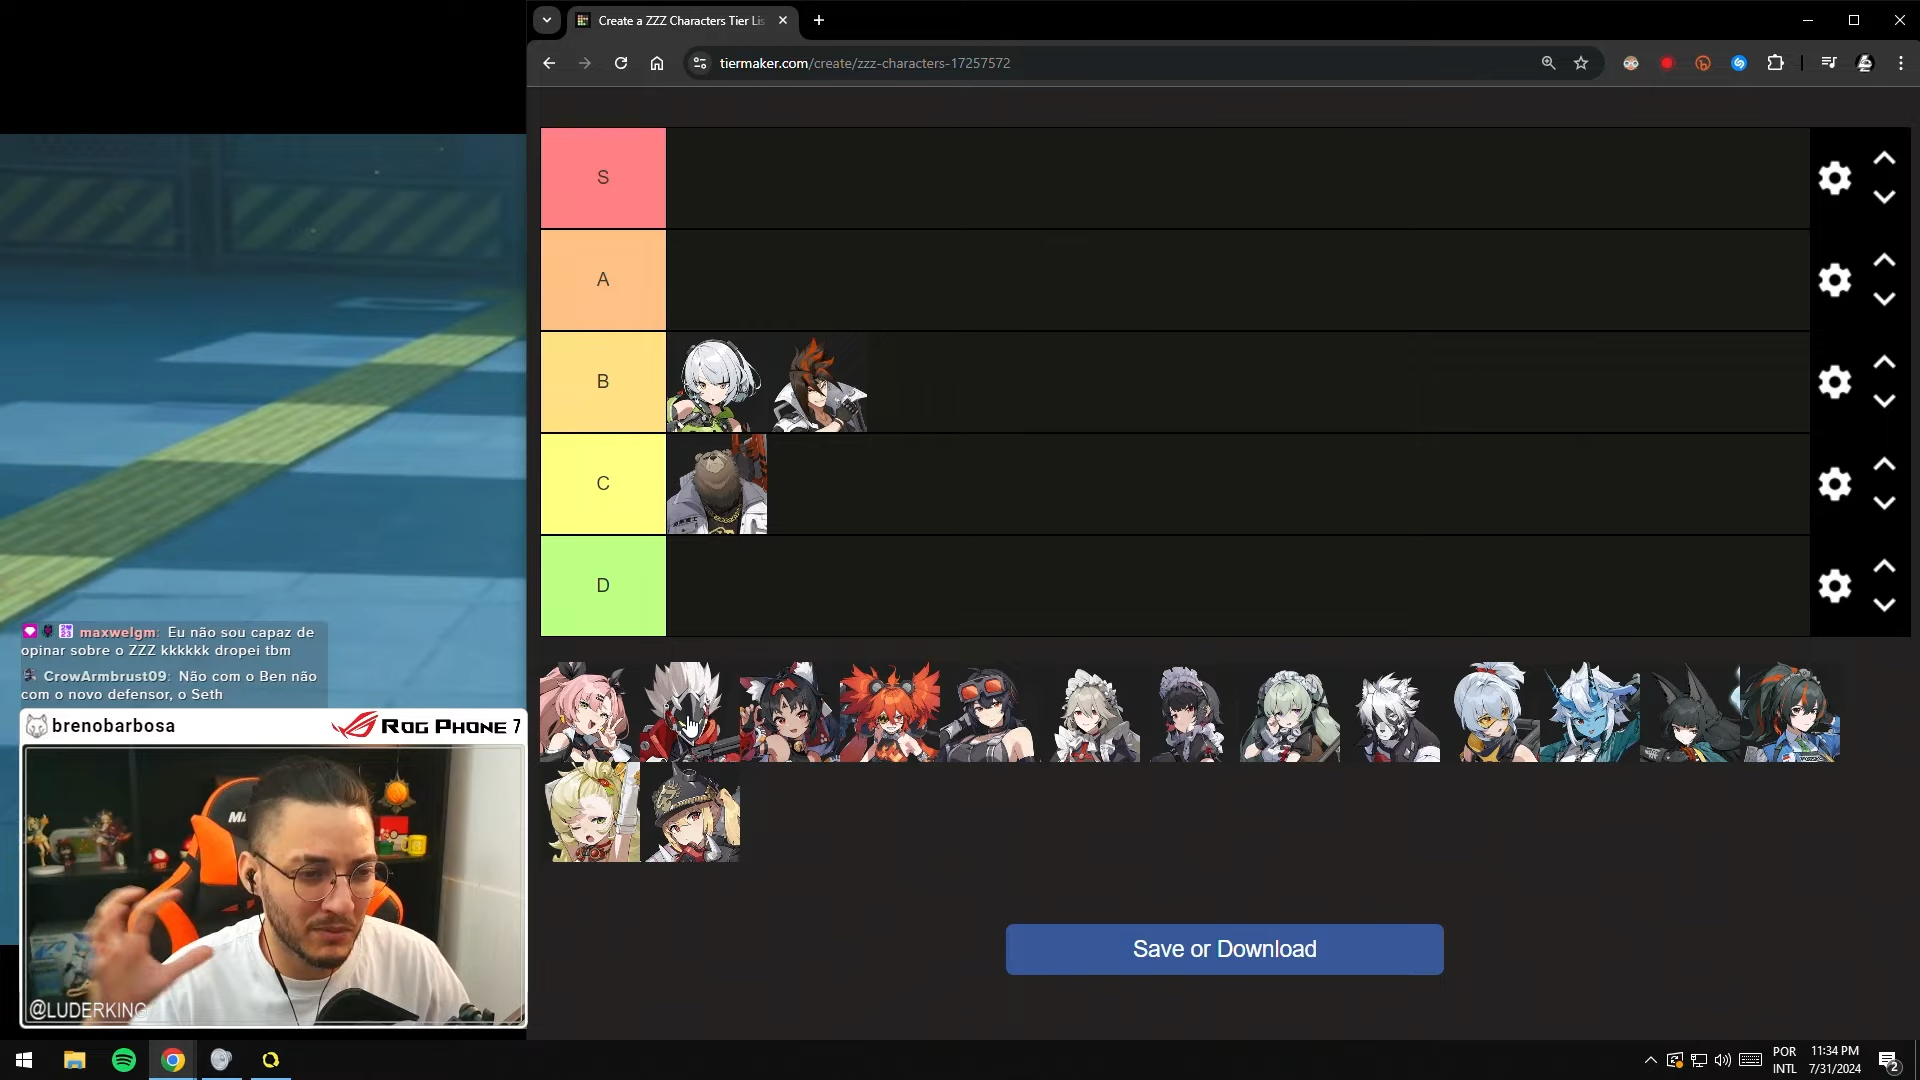 Create a ZZZ Characters Tier Lis
tiermaker.com/create/zzz-characters-17257572
S
A
B
C
D
maxwelgm: Eu não sou capaz de
opinar sobre o ZZZ kkkkkk dropei tbm
CrowArmbrust09: Não com o Ben não
com o novo defensor, o Seth
brenobarbosa
ROG PHONE 7
MA
@LUDERKING
Save or Download
POR
INTL
11:34 PM
7/31/2024
2